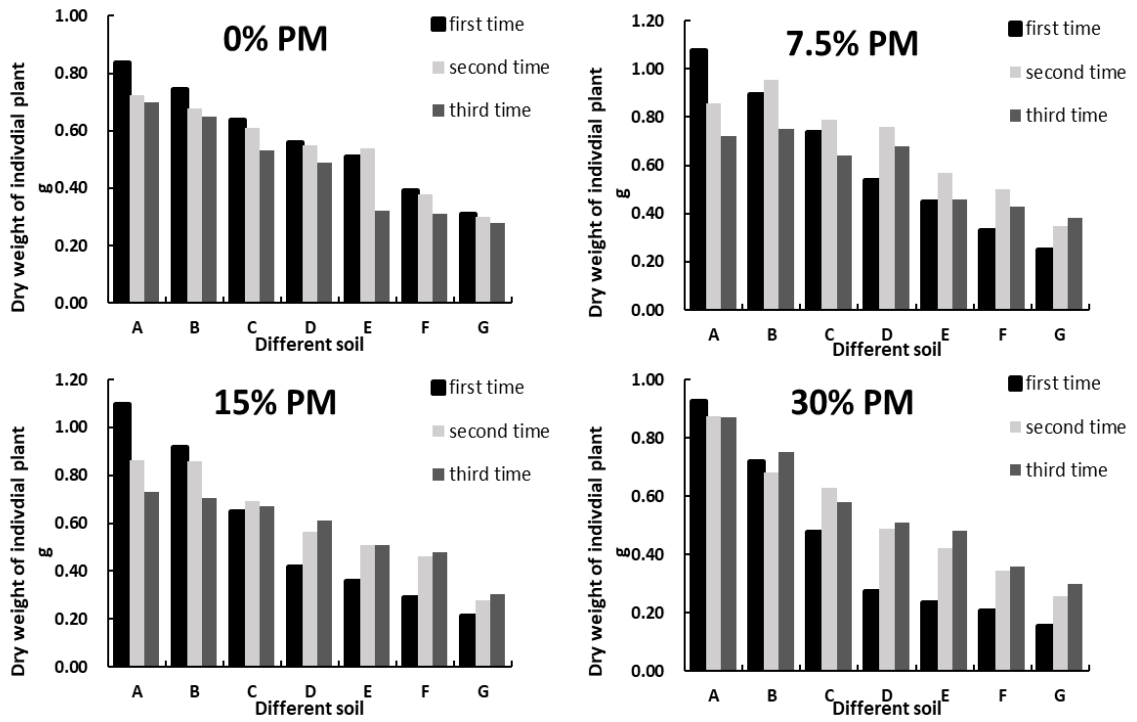 0% PM
first time
second time
third time
Dry weight of indivdial plant
g
1.00
0.80
0.60
0.40
0.20
0.00
A B C D E F G
Different soil
7.5% PM
first time
second time
third time
Dry weight of indivdial plant
g
1.20
1.00
0.80
0.60
0.40
0.20
0.00
A B C D E F G
Different soil
15% PM
first time
second time
third time
Dry weight of indivdial plant
g
1.20
1.00
0.80
0.60
0.40
0.20
0.00
A B C D E F G
Different soil
30% PM
first time
second time
third time
Dry weight of indivdial plant
g
1.00
0.80
0.60
0.40
0.20
0.00
A B C D E F G
Different soil